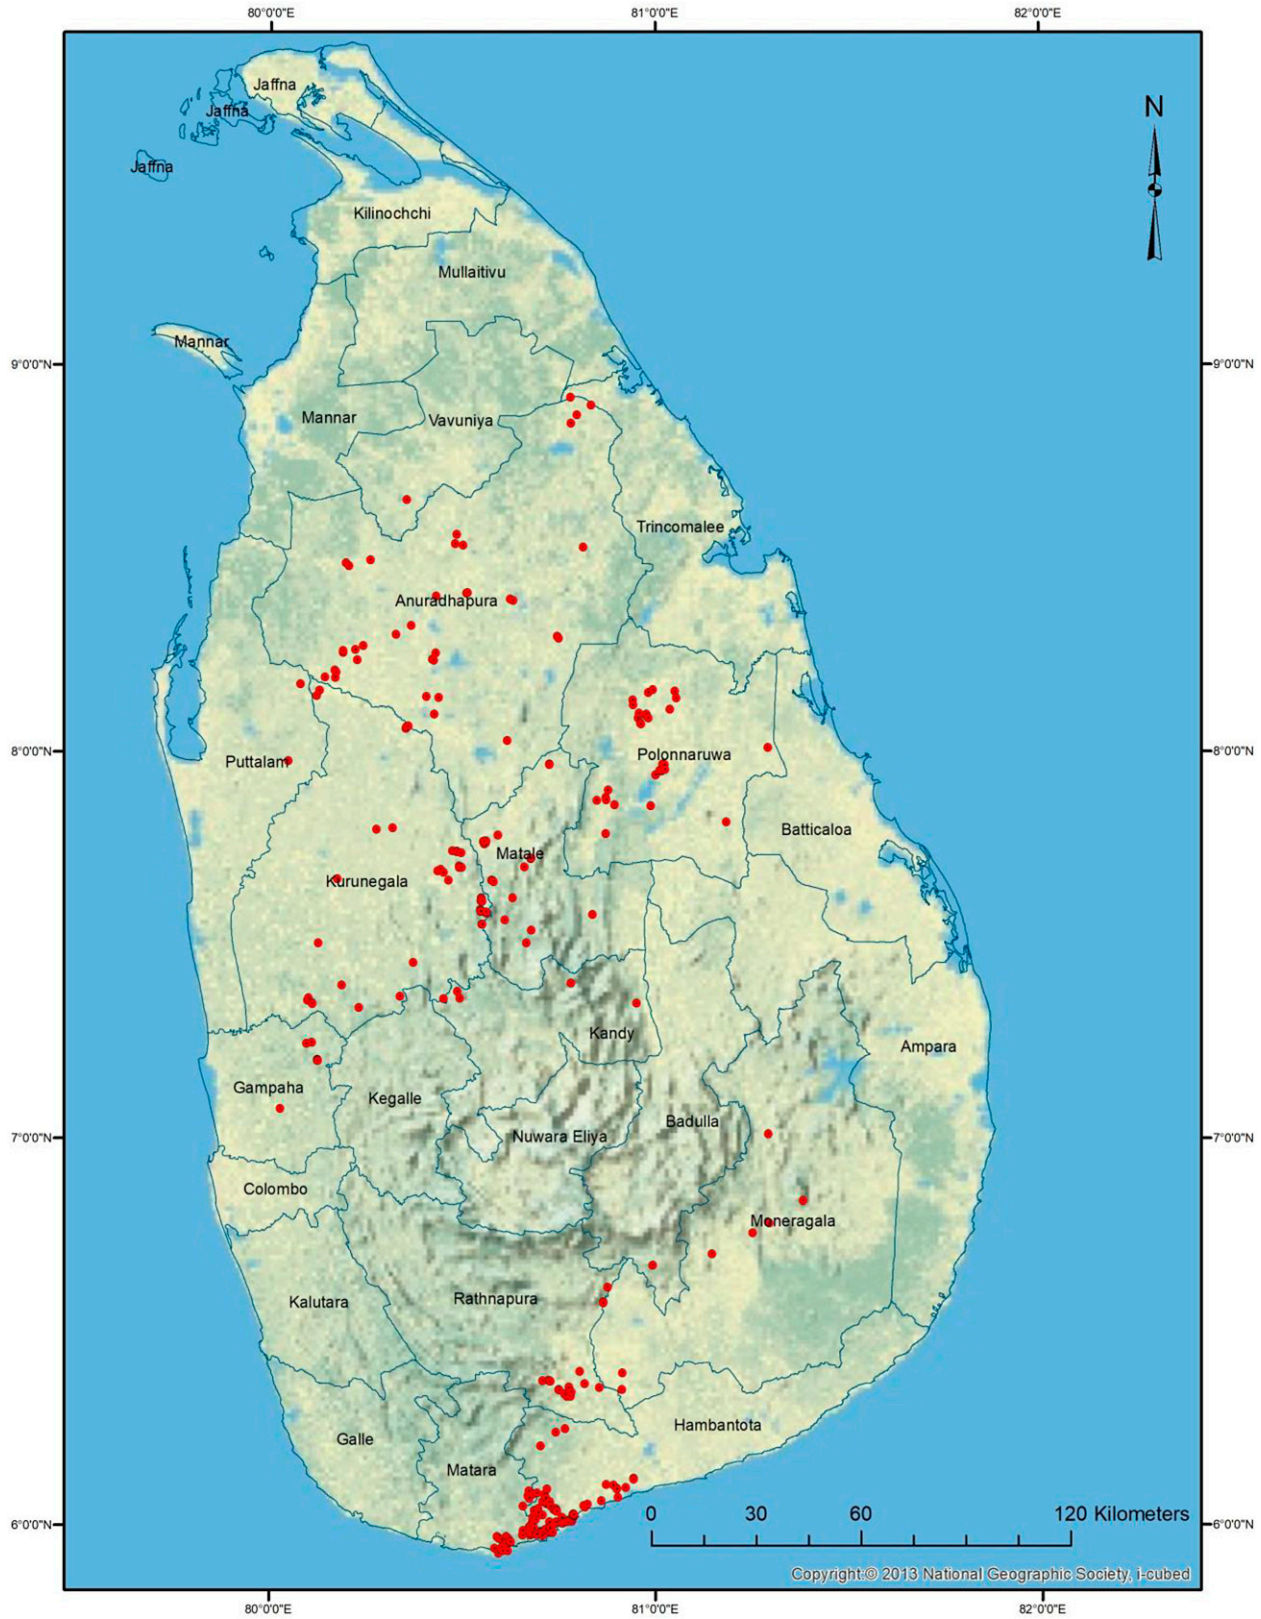 80°0'0"E 81°0'0"E 82°0'0"E
N
Jaffna
Jaffna
Jaffna
Kilinochchi
Mullaitivu
Mannar
9°0'0"N 9°0'0"N
Mannar Vavuniya
Trincomalee
Anuradhapura
8°0'0"N 8°0'0"N
Puttalam Polonnaruwa
Batticaloa
Matale
Kurunegala
Kandy
Ampara
Gampaha
Kegalle
Badulla
7°0'0"N Nuwara Eliya 7°0'0"N
Colombo
Moneragala
Kalutara Rathnapura
Hambantota
Galle
Matara
0 30 60 120 Kilometers
6°0'0"N 6°0'0"N
Copyright:© 2013 National Geographic Society, i-cubed
80°0'0"E 81°0'0"E 82°0'0"E